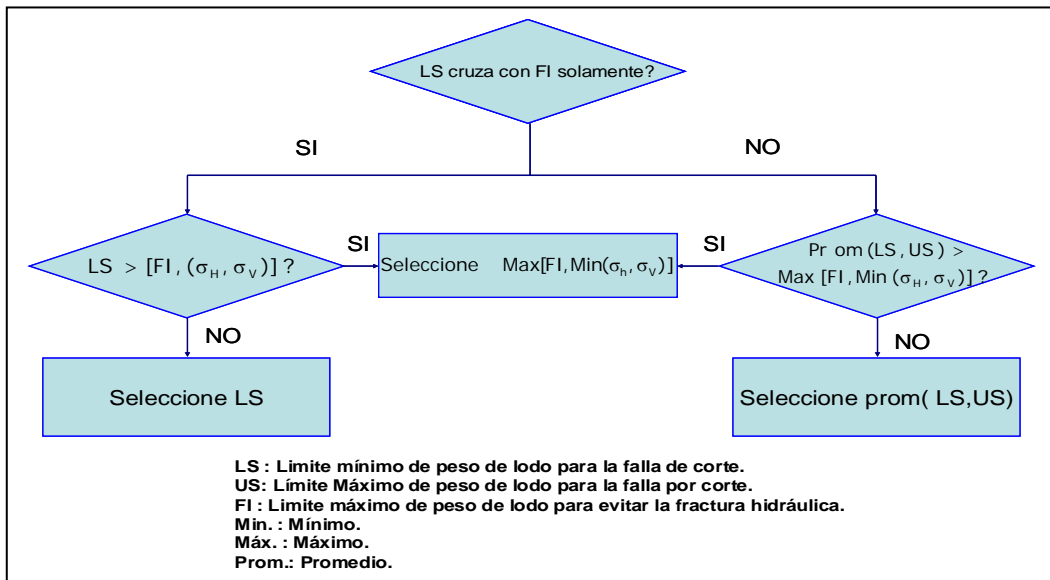 LS cruza con FI solamente?
SI
NO
LS > [FI, (σH, σV)] ?
SI
Seleccione Max[FI,Min(σh,σV)]
SI
Pr om (LS , US ) >
Max [FI, Min (σH, σV)] ?
NO
NO
Seleccione LS
Seleccione prom( LS,US)
LS : Limite mínimo de peso de lodo para la falla de corte.
US: Límite Máximo de peso de lodo para la falla por corte.
FI : Limite máximo de peso de lodo para evitar la fractura hidráulica.
Min. : Mínimo.
Máx. : Máximo.
Prom.: Promedio.